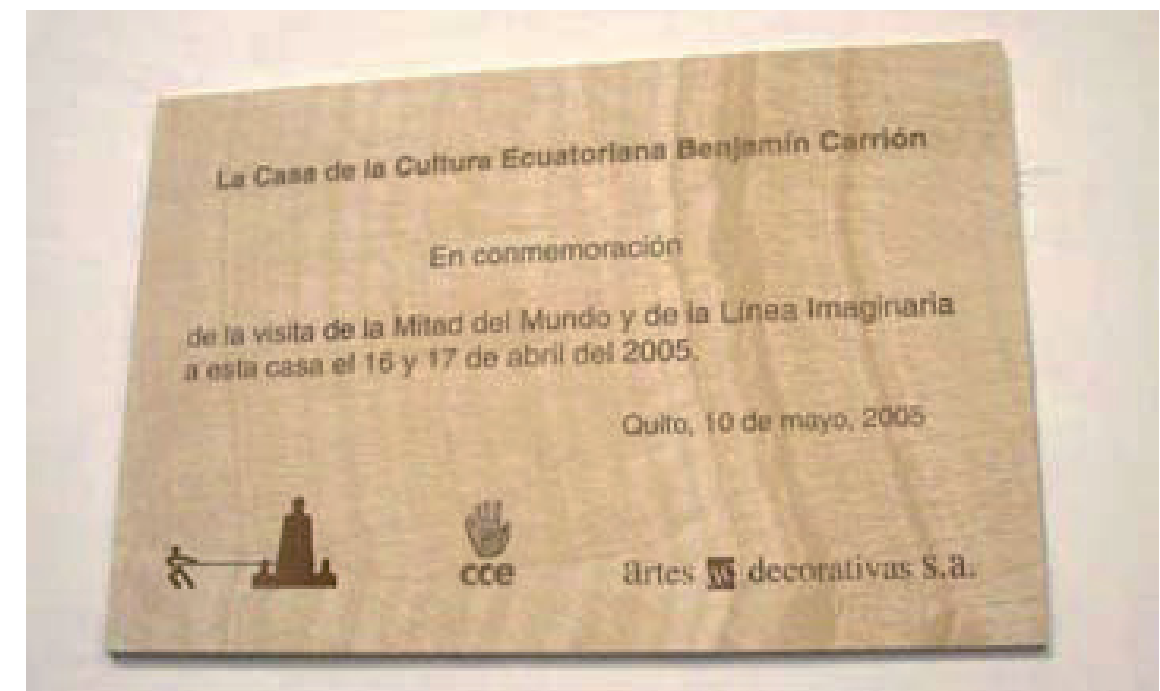 La Casa de la Cultura Ecuatoriana Benjamín Carrión
En conmemoración
de la visita de la Mitad del Mundo y de la Línea Imaginaria
a esta casa el 16 y 17 de abril del 2005.
Quito, 10 de mayo, 2005
cce
artes decorativas s.a.